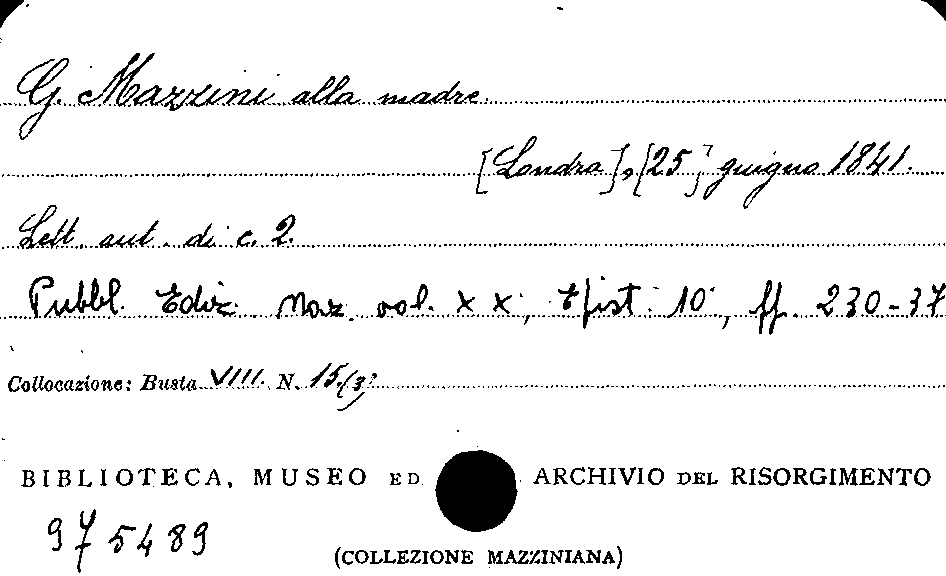 G. Mazzini alla madre.
[Londra], [25] giugno 1841.
Lett. aut. di c. 2.
Pubbl. Ediz. Naz. vol. XX, Epist. 10, ff. 230-37
Collocazione: Busta VIII. N. 15/(3)
BIBLIOTECA, MUSEO ED ARCHIVIO DEL RISORGIMENTO
975489
(COLLEZIONE MAZZINIANA)